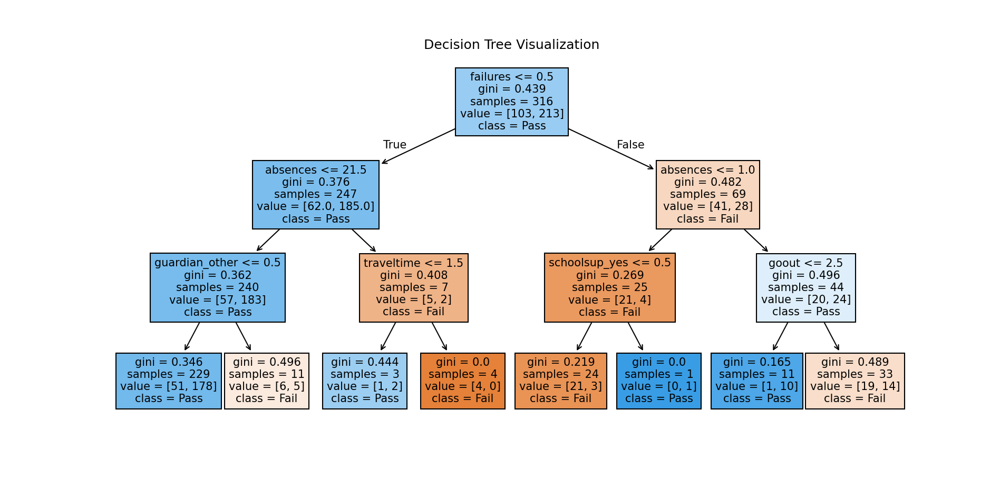 Decision Tree Visualization
failures <= 0.5
gini = 0.439
samples = 316
value = [103, 213]
class = Pass
True
False
absences <= 21.5
gini = 0.376
samples = 247
value = [62.0, 185.0]
class = Pass
absences <= 1.0
gini = 0.482
samples = 69
value = [41, 28]
class = Fail
guardian_other <= 0.5
gini = 0.362
samples = 240
value = [57, 183]
class = Pass
traveltime <= 1.5
gini = 0.408
samples = 7
value = [5, 2]
class = Fail
schoolsup_yes <= 0.5
gini = 0.269
samples = 25
value = [21, 4]
class = Fail
goout <= 2.5
gini = 0.496
samples = 44
value = [20, 24]
class = Pass
gini = 0.346
samples = 229
value = [51, 178]
class = Pass
gini = 0.496
samples = 11
value = [6, 5]
class = Fail
gini = 0.444
samples = 3
value = [1, 2]
class = Pass
gini = 0.0
samples = 4
value = [4, 0]
class = Fail
gini = 0.219
samples = 24
value = [21, 3]
class = Fail
gini = 0.0
samples = 1
value = [0, 1]
class = Pass
gini = 0.165
samples = 11
value = [1, 10]
class = Pass
gini = 0.489
samples = 33
value = [19, 14]
class = Fail